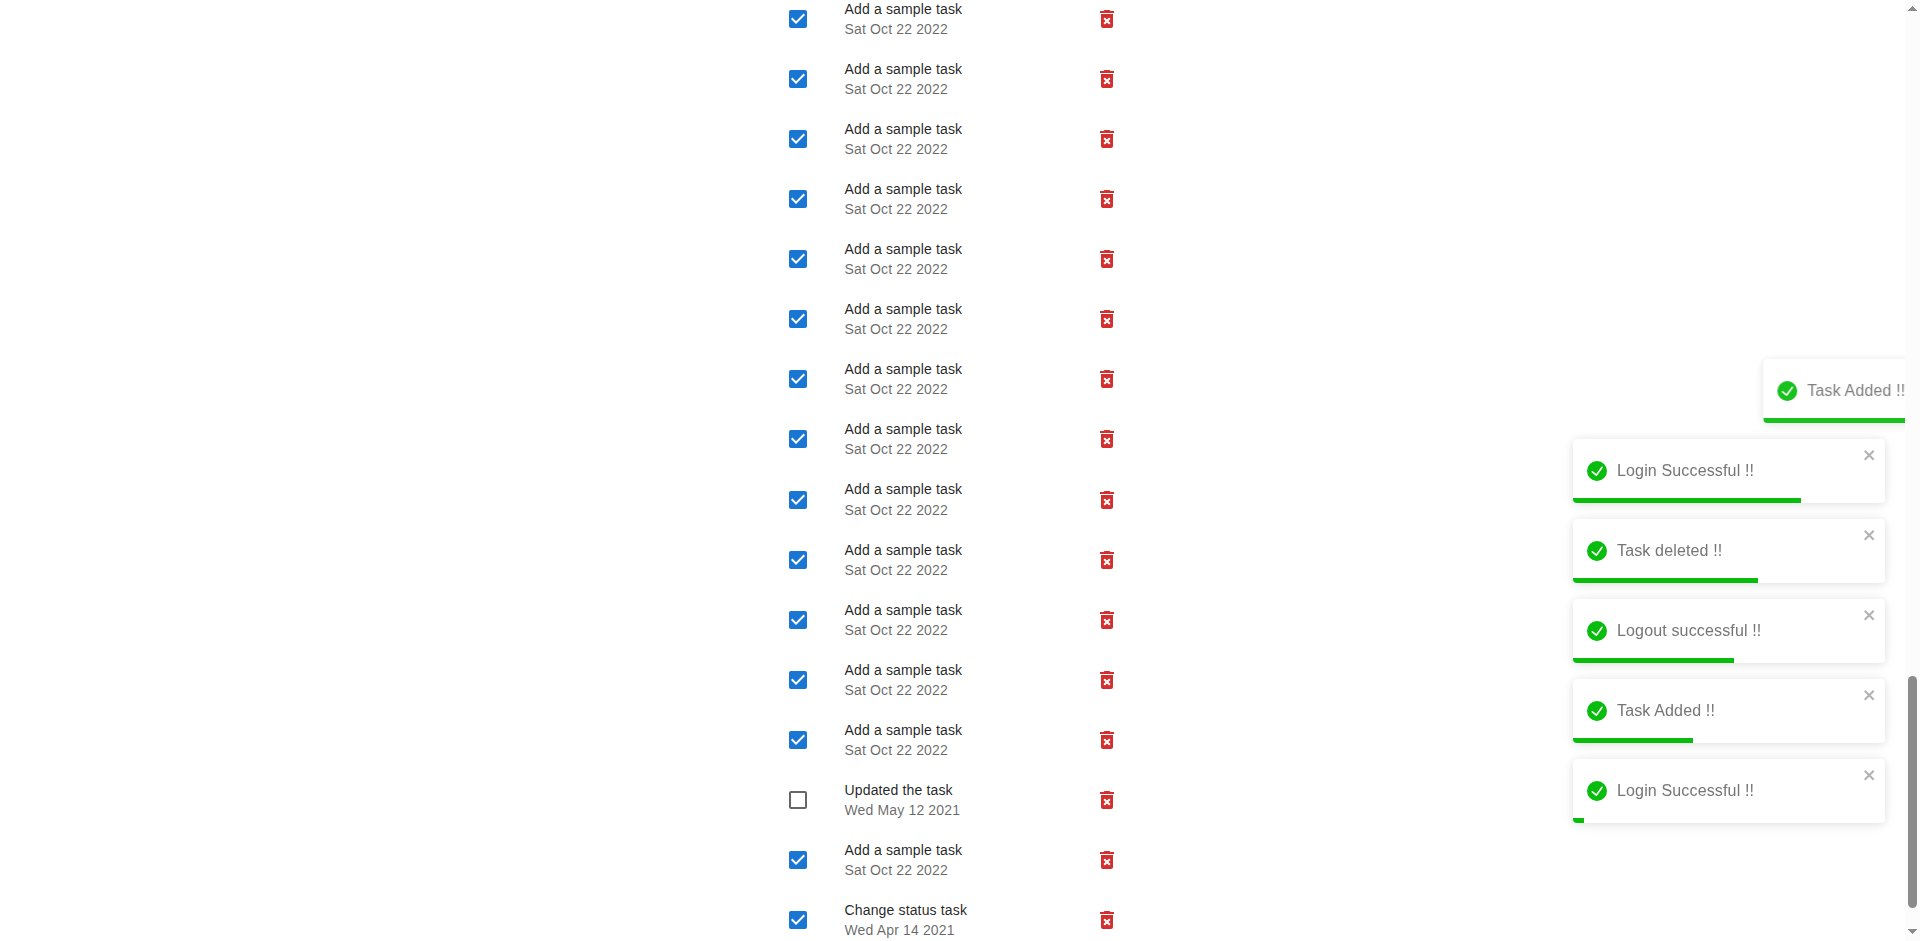 Add a sample task
Sat Oct 22 2022
Add a sample task
Sat Oct 22 2022
Add a sample task
Sat Oct 22 2022
Add a sample task
Sat Oct 22 2022
Add a sample task
Sat Oct 22 2022
Add a sample task
Sat Oct 22 2022
Add a sample task
Sat Oct 22 2022
Add a sample task
Sat Oct 22 2022
Add a sample task
Sat Oct 22 2022
Add a sample task
Sat Oct 22 2022
Add a sample task
Sat Oct 22 2022
Add a sample task
Sat Oct 22 2022
Add a sample task
Sat Oct 22 2022
Updated the task
Wed May 12 2021
Add a sample task
Sat Oct 22 2022
Change status task
Wed Apr 14 2021
Task Added !!
Login Successful !!
Task deleted !!
Logout successful !!
Task Added !!
Login Successful !!